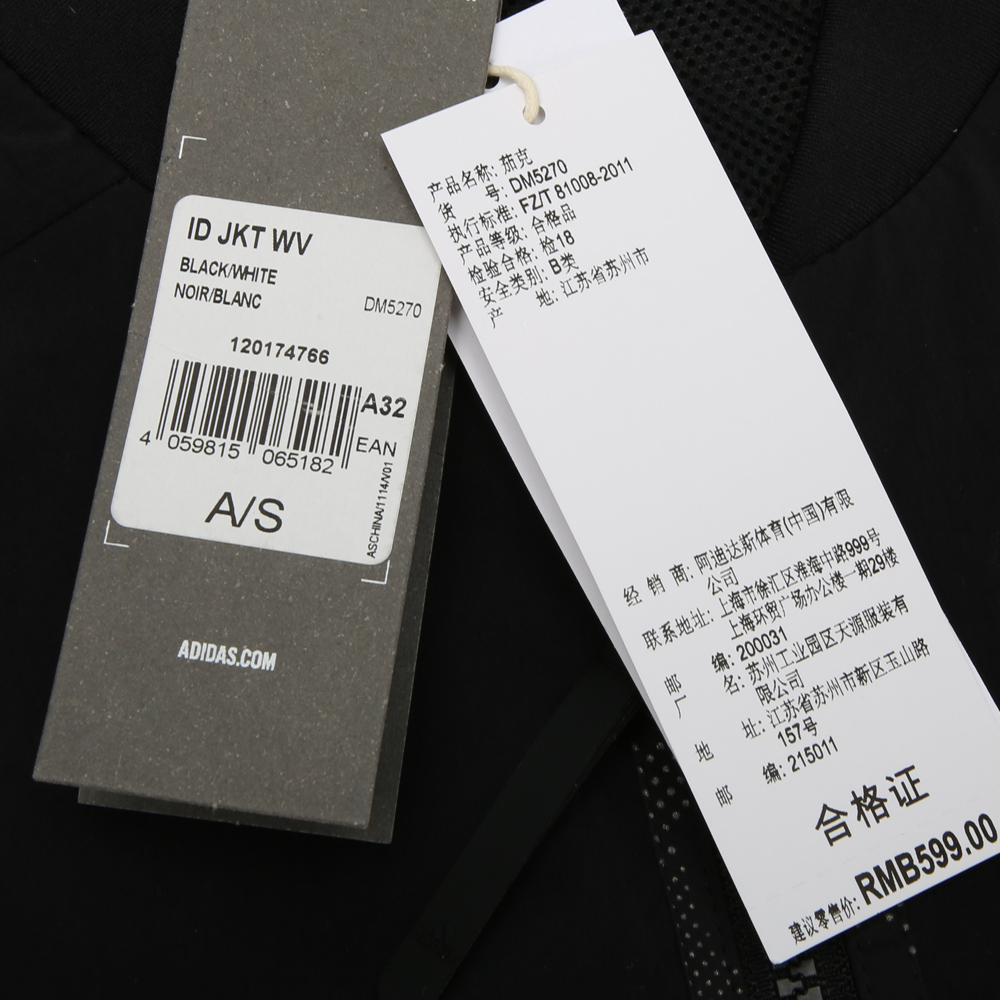 ID JKT WV
BLACK/WHITE
NOIR/BLANC
DM5270
120174766
A32
4 059815 065182
EAN
A/S
ASCHINA/1114/V01
ADIDAS.COM
产品名称: 茄克
货 号: DM5270
执行标准: FZ/T 81008-2011
产品等级: 合格品
检验合格: 检18
安全类别: B类
产 地: 江苏省苏州市
经 销 商: 阿迪达斯体育(中国)有限
公司
联系地址: 上海市徐汇区淮海中路999号
上海环贸广场办公楼一期29楼
邮 编: 200031
厂 名: 苏州工业园区天源服装有
限公司
地 址: 江苏省苏州市新区玉山路
157号
邮 编: 215011
合格证
建议零售价: RMB599.00